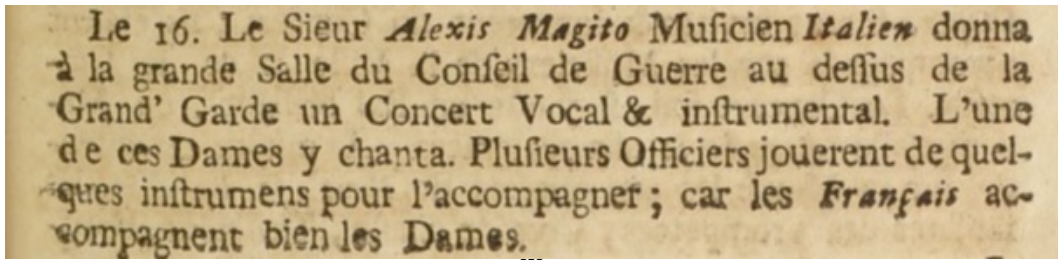 Le 16. Le Sieur Alexis Magito Muſicien Italien donna
à la grande Salle du Conſeil de Guerre au deſſus de la
Grand' Garde un Concert Vocal & inſtrumental. L'une
de ces Dames y chanta. Pluſieurs Officiers jouerent de quel-
ques inſtrumens pour l'accompagner; car les Français ac-
compagnent bien les Dames.